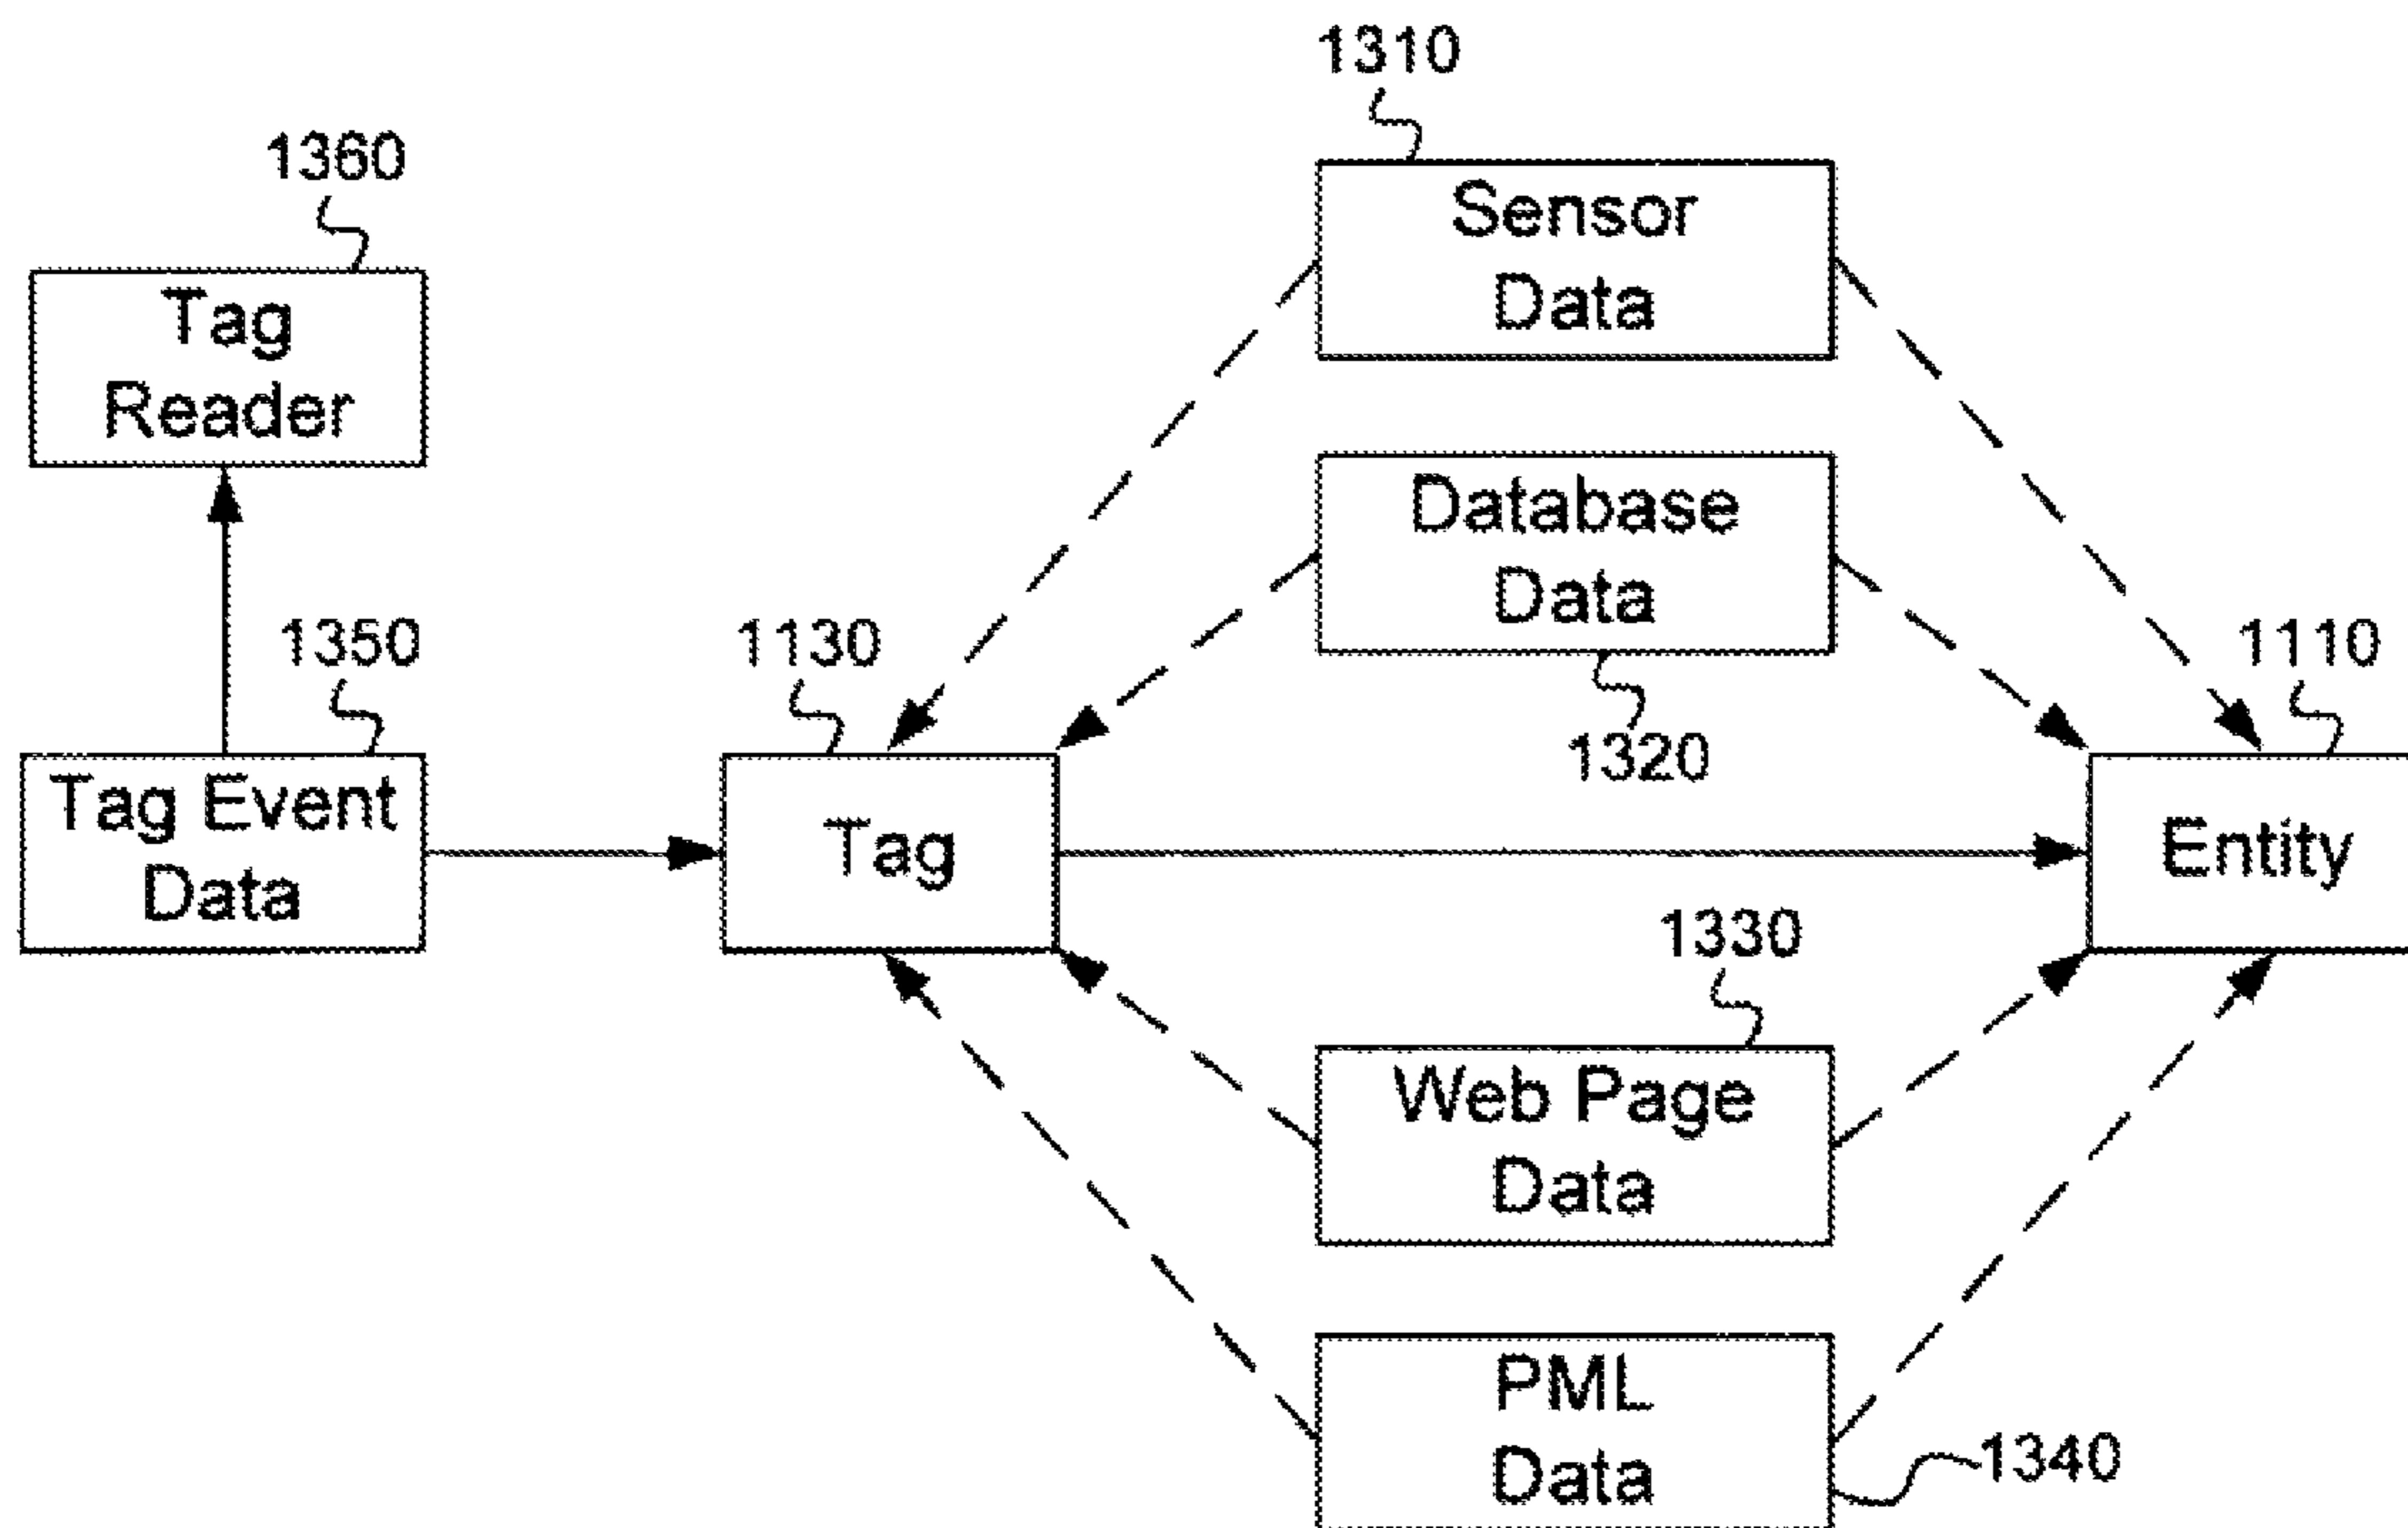 1310
1360
Sensor
Data
Tag
Reader
Database
Data
1350
1130
1110
1320
Tag Event
Data
Tag
Entity
1330
Web Page
Data
PML
Data
1340